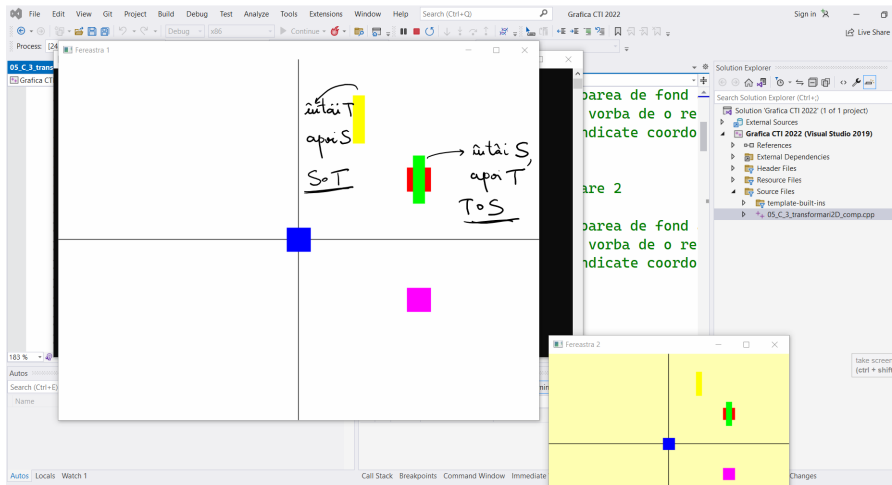 File Edit View Git Project Build Debug Test Analyze Tools Extensions Window Help Search (Ctrl+Q) Grafica CTI 2022 Sign in
Debug x86 Continue Live Share
Process: [24
Fereastra 1
05_C_3_trans
Grafica CT
întâi T
apoi S
S∘T
întâi S,
apoi T
T∘S
parea de fond
vorba de o re
ndicate coordo
re 2
parea de fond
vorba de o re
ndicate coordo
Solution Explorer
Search Solution Explorer (Ctrl+;)
Solution 'Grafica CTI 2022' (1 of 1 project)
External Sources
Grafica CTI 2022 (Visual Studio 2019)
References
External Dependencies
Header Files
Resource Files
Source Files
template-built-ins
05_C_3_transformari2D_comp.cpp
183 %
Autos
Search (Ctrl+E)
Name
Fereastra 2
take screen
(ctrl + shift
Autos Locals Watch 1
Call Stack Breakpoints Command Window Immediate
Changes